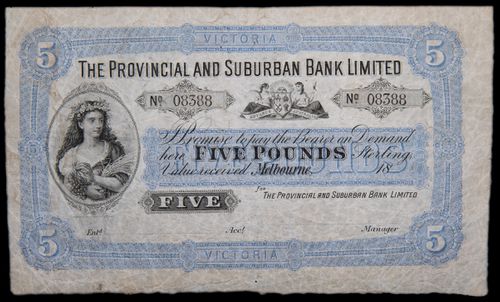 5 VICTORIA 5
THE PROVINCIAL AND SUBURBAN BANK LIMITED
No 08388 No 08388
I Promise to pay the Bearer on Demand
here FIVE POUNDS Sterling
Value received Melbourne 18
for THE PROVINCIAL AND SUBURBAN BANK LIMITED
FIVE
Entd Acct Manager
5 VICTORIA 5